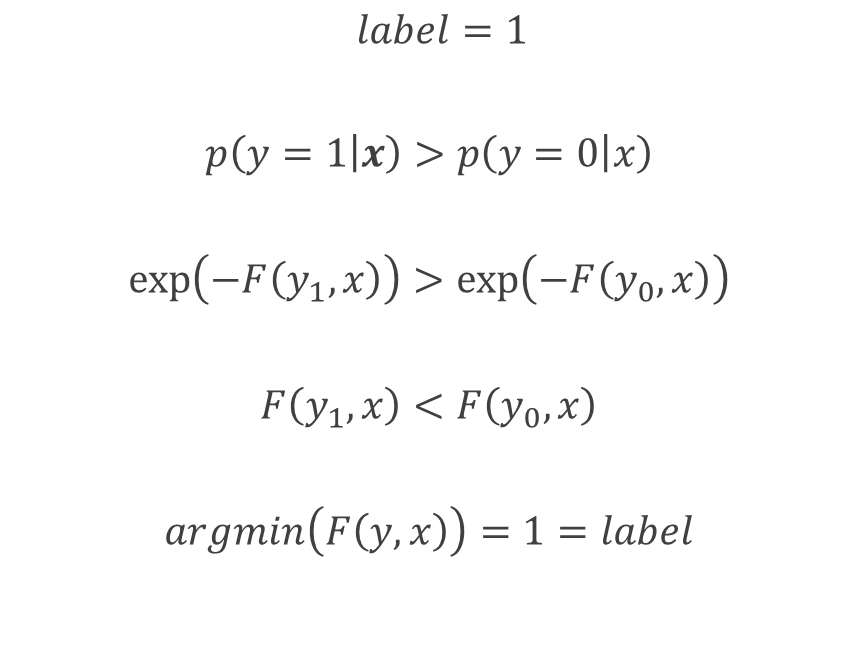 label = 1
p(y = 1|x) > p(y = 0|x)
exp(−F(y₁, x)) > exp(−F(y₀, x))
F(y₁, x) < F(y₀, x)
argmin(F(y, x)) = 1 = label